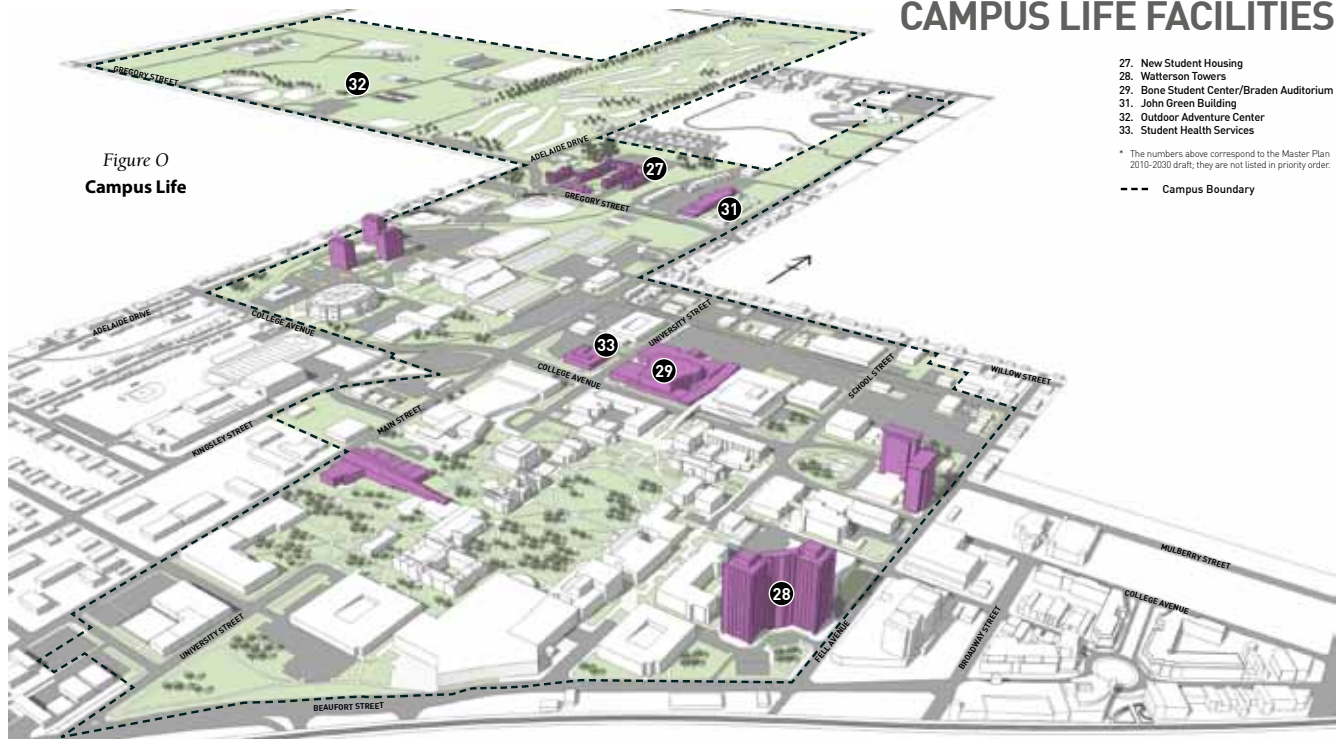 CAMPUS LIFE FACILITIES
27. New Student Housing
28. Watterson Towers
29. Bone Student Center/Braden Auditorium
31. John Green Building
32. Outdoor Adventure Center
33. Student Health Services
* The numbers above correspond to the Master Plan
2010-2030 draft; they are not listed in priority order.
Campus Boundary
Figure O
Campus Life
GREGORY STREET
32
ADELAIDE DRIVE
27
GREGORY STREET
31
ADELAIDE DRIVE
COLLEGE AVENUE
UNIVERSITY STREET
33
29
COLLEGE AVENUE
SCHOOL STREET
WILLOW STREET
MAIN STREET
KINGSLEY STREET
MULBERRY STREET
28
COLLEGE AVENUE
UNIVERSITY STREET
FELL AVENUE
BROADWAY STREET
BEAUFORT STREET